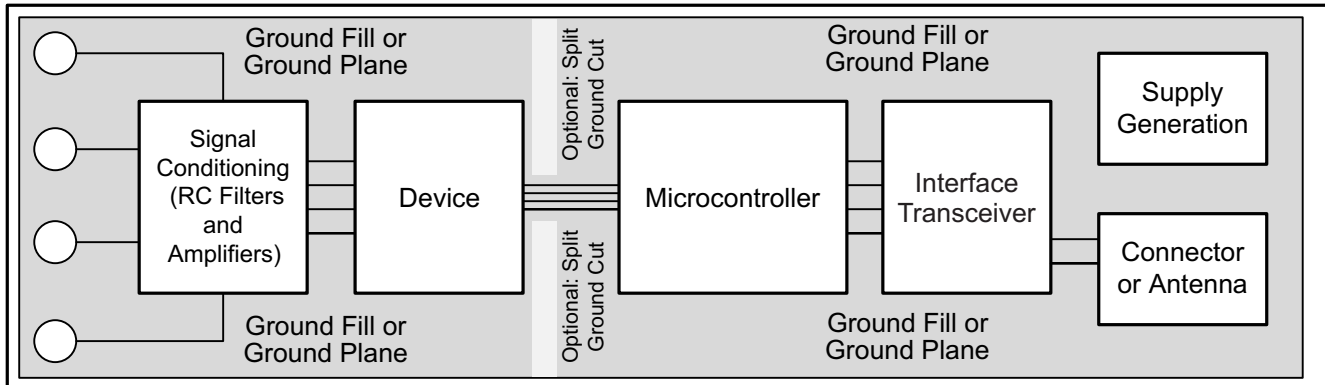 Ground Fill or
Ground Plane
Optional: Split
Ground Cut
Ground Fill or
Ground Plane
Supply
Generation
Signal
Conditioning
(RC Filters
and
Amplifiers)
Device
Microcontroller
Interface
Transceiver
Connector
or Antenna
Ground Fill or
Ground Plane
Optional: Split
Ground Cut
Ground Fill or
Ground Plane